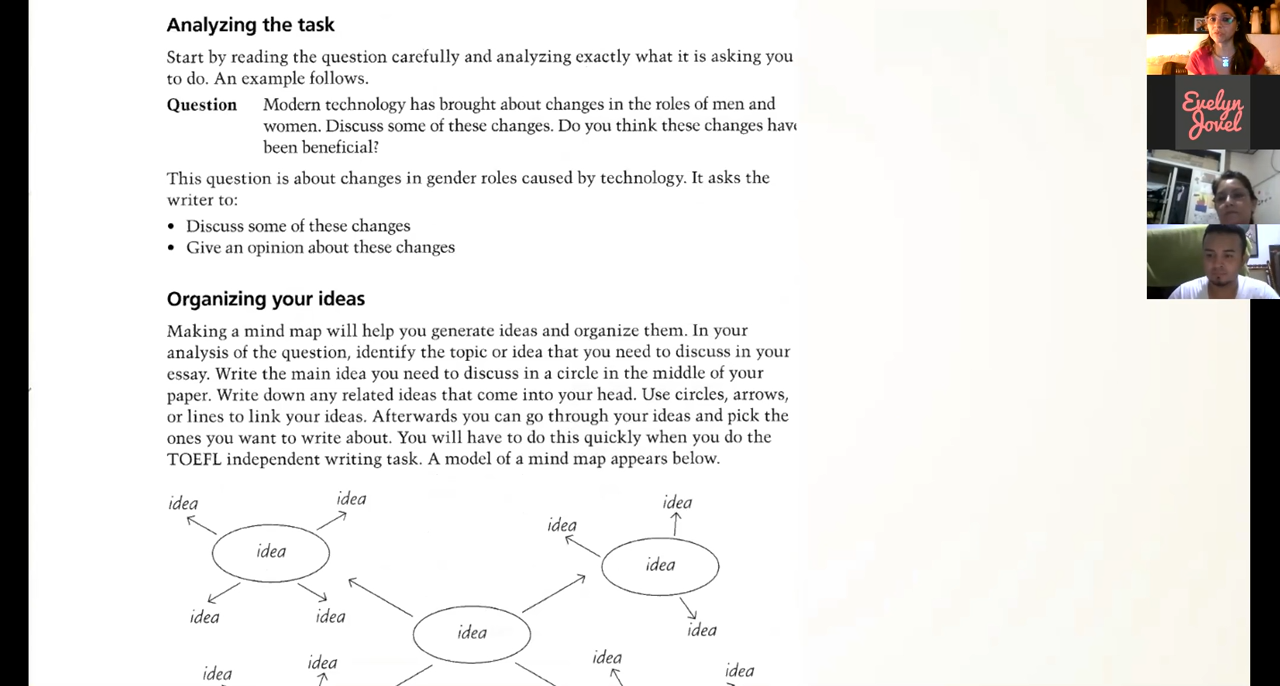 Analyzing the task
Start by reading the question carefully and analyzing exactly what it is asking you
to do. An example follows.
Question Modern technology has brought about changes in the roles of men and
women. Discuss some of these changes. Do you think these changes have
been beneficial?
This question is about changes in gender roles caused by technology. It asks the
writer to:
• Discuss some of these changes
• Give an opinion about these changes
Organizing your ideas
Making a mind map will help you generate ideas and organize them. In your
analysis of the question, identify the topic or idea that you need to discuss in your
essay. Write the main idea you need to discuss in a circle in the middle of your
paper. Write down any related ideas that come into your head. Use circles, arrows,
or lines to link your ideas. Afterwards you can go through your ideas and pick the
ones you want to write about. You will have to do this quickly when you do the
TOEFL independent writing task. A model of a mind map appears below.
idea
idea
idea
idea
idea
idea
idea
idea
idea
idea
idea
idea
idea
idea
Evelyn
Jovel